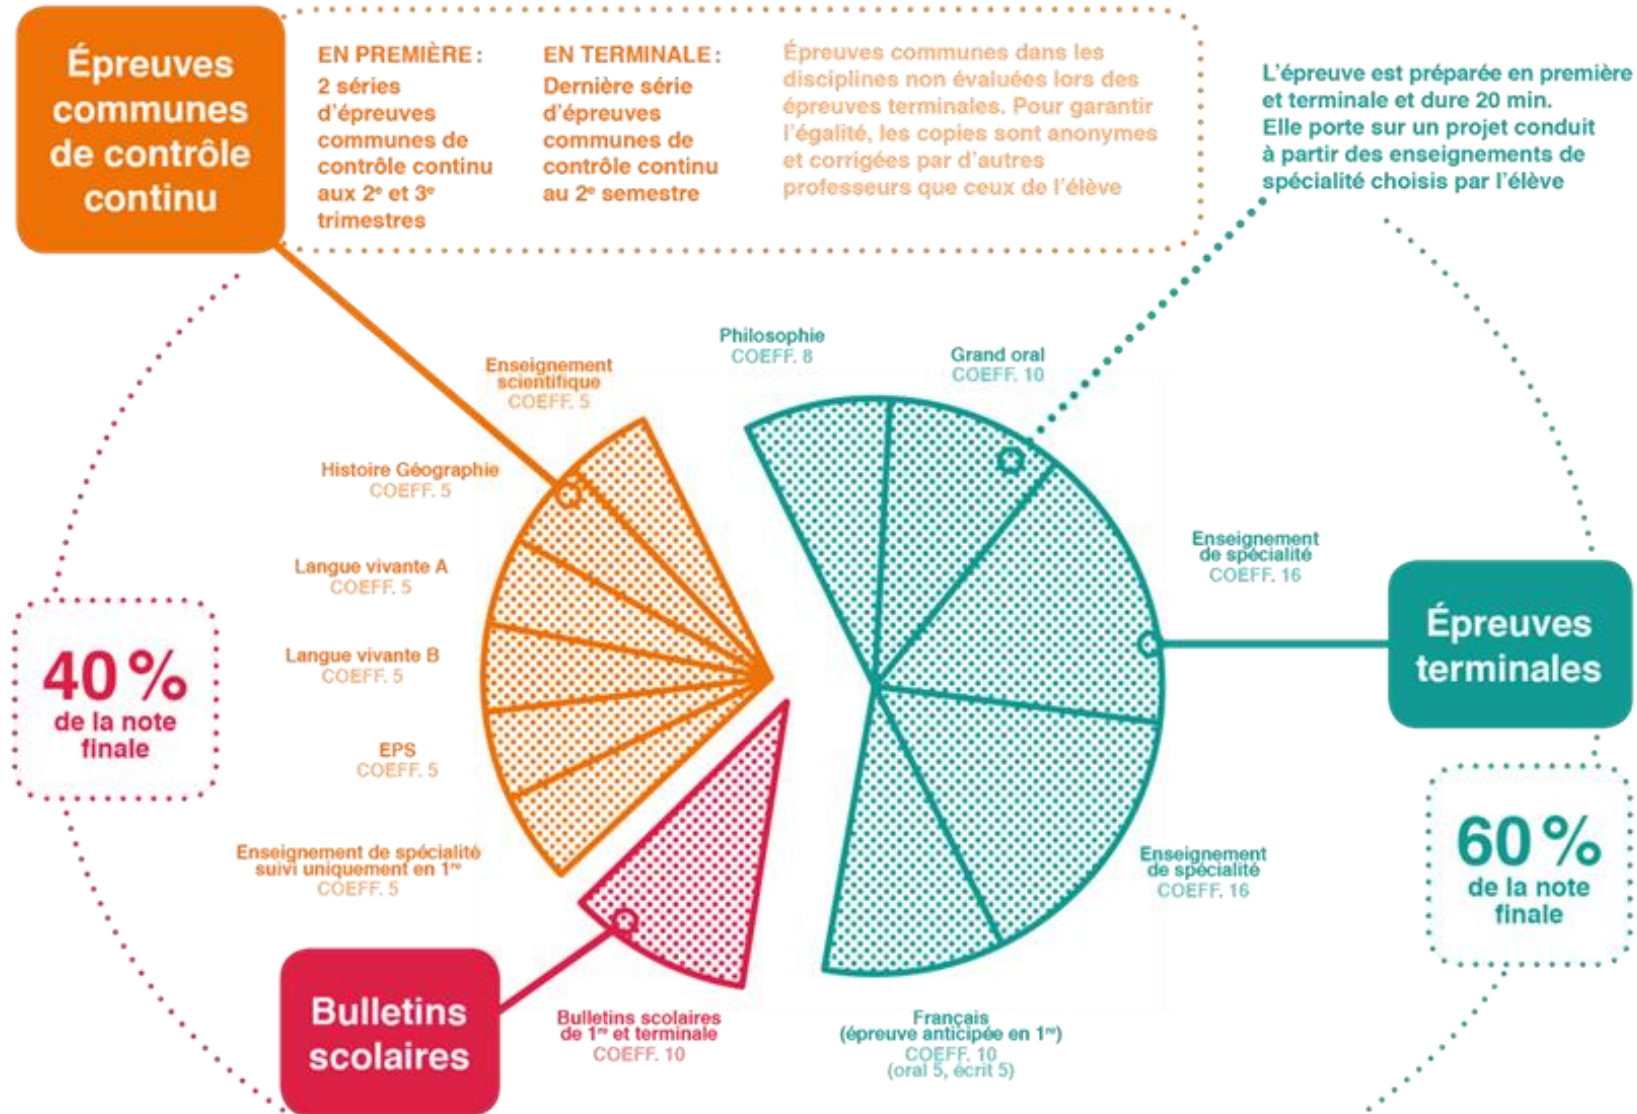 Épreuves
communes
de contrôle
continu
EN PREMIÈRE :
2 séries
d'épreuves
communes de
contrôle continu
aux 2e et 3e
trimestres
EN TERMINALE :
Dernière série
d'épreuves
communes de
contrôle continu
au 2e semestre
Épreuves communes dans les
disciplines non évaluées lors des
épreuves terminales. Pour garantir
l'égalité, les copies sont anonymes
et corrigées par d'autres
professeurs que ceux de l'élève
L'épreuve est préparée en première
et terminale et dure 20 min.
Elle porte sur un projet conduit
à partir des enseignements de
spécialité choisis par l'élève
Philosophie
COEFF. 8
Grand oral
COEFF. 10
Enseignement
scientifique
COEFF. 5
Histoire Géographie
COEFF. 5
Langue vivante A
COEFF. 5
Langue vivante B
COEFF. 5
EPS
COEFF. 5
Enseignement de spécialité
suivi uniquement en 1re
COEFF. 5
Enseignement
de spécialité
COEFF. 16
Épreuves
terminales
40 %
de la note
finale
60 %
de la note
finale
Enseignement
de spécialité
COEFF. 16
Bulletins
scolaires
Bulletins scolaires
de 1re et terminale
COEFF. 10
Français
(épreuve anticipée en 1re)
COEFF. 10
(oral 5, écrit 5)